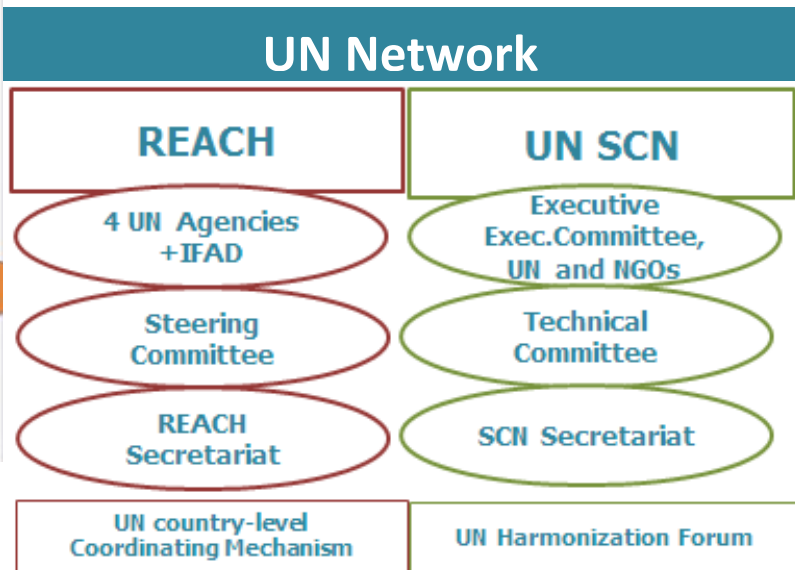 UN Network
REACH
4 UN Agencies
+IFAD
Steering
Committee
REACH
Secretariat
UN country-level
Coordinating Mechanism
UN SCN
Executive
Exec.Committee,
UN and NGOs
Technical
Committee
SCN Secretariat
UN Harmonization Forum